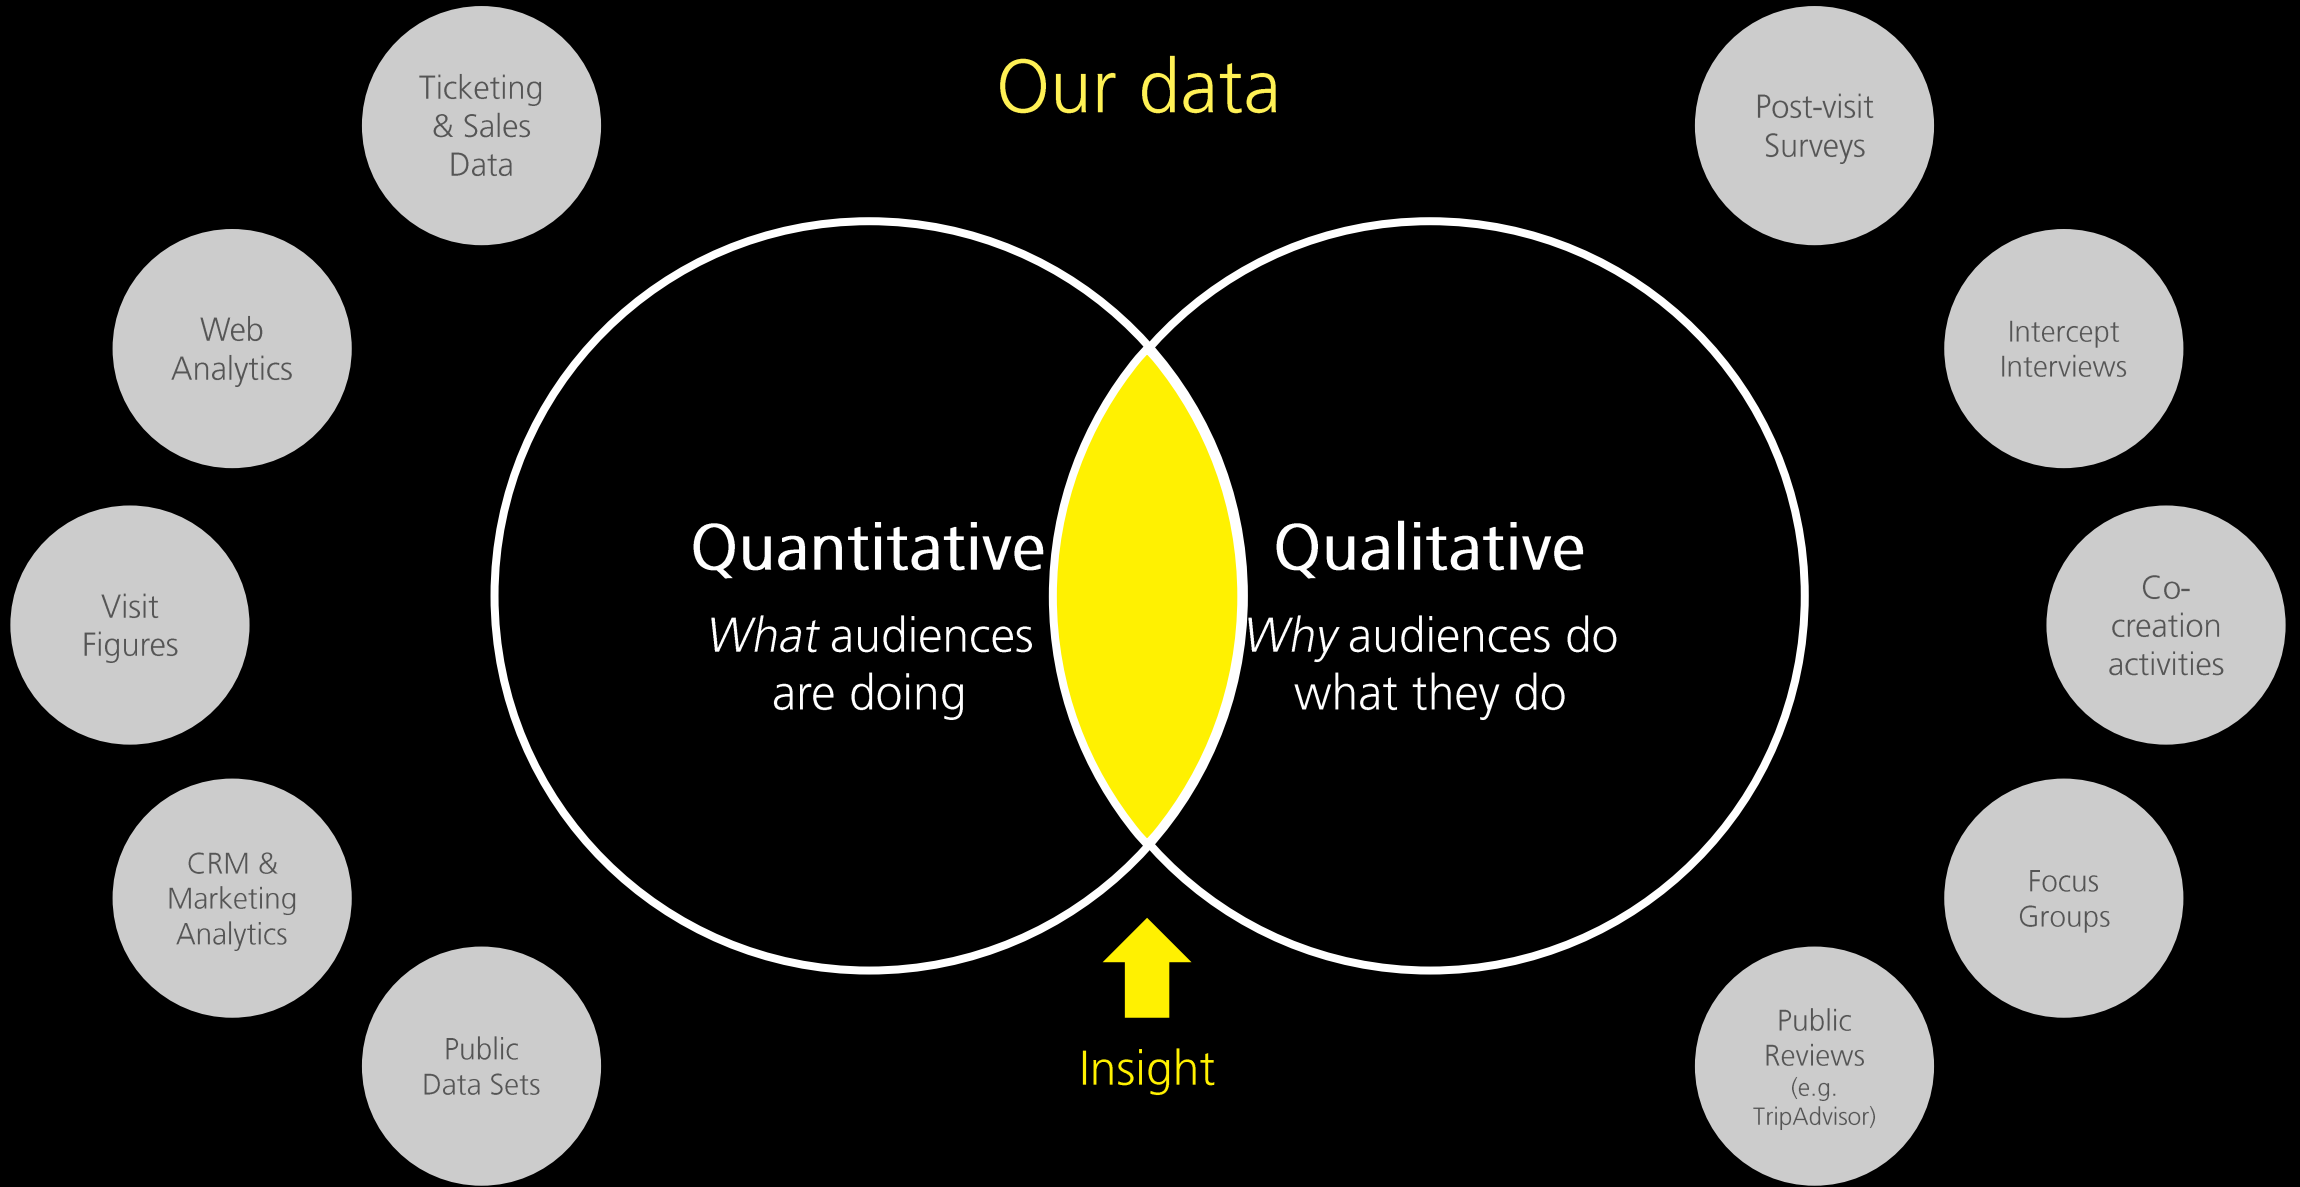 Our data
Ticketing
& Sales
Data
Web
Analytics
Visit
Figures
CRM &
Marketing
Analytics
Public
Data Sets
Quantitative
What audiences
are doing
Qualitative
Why audiences do
what they do
Insight
Post-visit
Surveys
Intercept
Interviews
Co-
creation
activities
Focus
Groups
Public
Reviews
(e.g.
TripAdvisor)